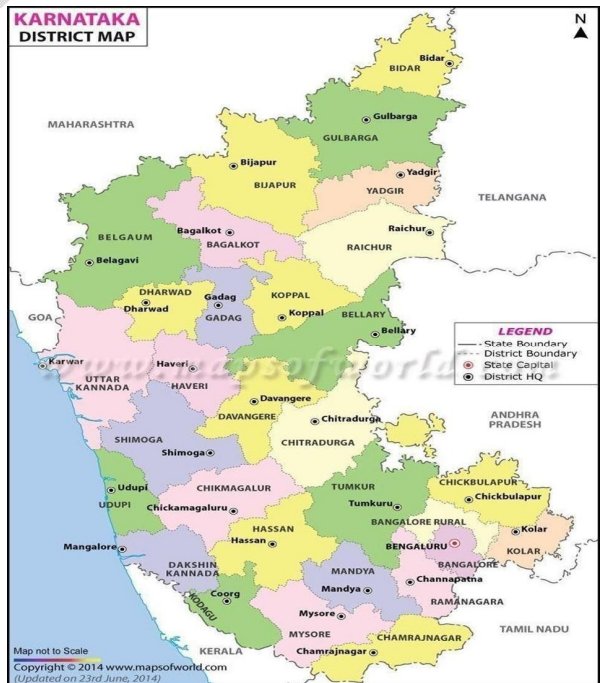 KARNATAKA
DISTRICT MAP
N
Bidar
BIDAR
MAHARASHTRA
Gulbarga
GULBARGA
Bijapur
BIJAPUR
Yadgir
YADGIR
TELANGANA
Bagalkot
BAGALKOT
Raichur
RAICHUR
BELGAUM
Belagavi
DHARWAD
Dharwad
Gadag
GADAG
KOPPAL
Koppal
BELLARY
Bellary
GOA
LEGEND
State Boundary
District Boundary
State Capital
District HQ
www.mapsofworld.com
Karwar
UTTAR
KANNADA
Haveri
HAVERI
Davangere
DAVANGERE
Chitradurga
CHITRADURGA
ANDHRA
PRADESH
SHIMOGA
Shimoga
Udupi
UDUPI
CHIKMAGALUR
Chickamagaluru
TUMKUR
Tumkuru
CHICKBULAPUR
Chickbulapur
BANGALORE RURAL
Kolar
KOLAR
HASSAN
Hassan
BENGALURU
BANGALORE
Mangalore
DAKSHIN
KANNADA
MANDYA
Mandya
Channapatna
RAMANAGARA
Coorg
KODAGU
Mysore
MYSORE
CHAMRAJNAGAR
Chamrajnagar
TAMIL NADU
KERALA
Map not to Scale
Copyright © 2014 www.mapsofworld.com
(Updated on 23rd June, 2014)